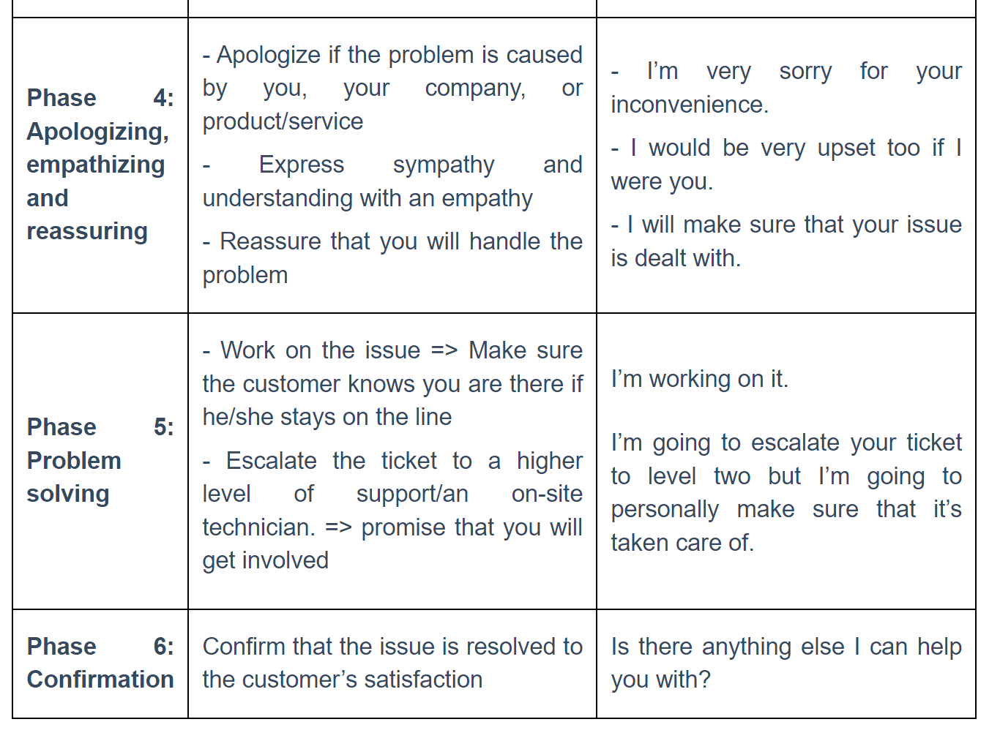 Phase 4:
Apologizing,
empathizing
and
reassuring
- Apologize if the problem is caused
by you, your company, or
product/service
- Express sympathy and
understanding with an empathy
- Reassure that you will handle the
problem
- I’m very sorry for your
inconvenience.
- I would be very upset too if I
were you.
- I will make sure that your issue
is dealt with.
Phase 5:
Problem
solving
- Work on the issue => Make sure
the customer knows you are there if
he/she stays on the line
- Escalate the ticket to a higher
level of support/an on-site
technician. => promise that you will
get involved
I’m working on it.
I’m going to escalate your ticket
to level two but I’m going to
personally make sure that it’s
taken care of.
Phase 6:
Confirmation
Confirm that the issue is resolved to
the customer’s satisfaction
Is there anything else I can help
you with?